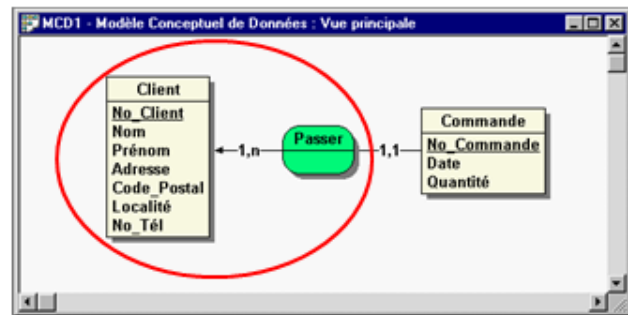 MCD1 - Modèle Conceptuel de Données : Vue principale
Client
No_Client
Nom
Prénom
Adresse
Code_Postal
Localité
No_Tél
1,n
Passer
1,1
Commande
No_Commande
Date
Quantité